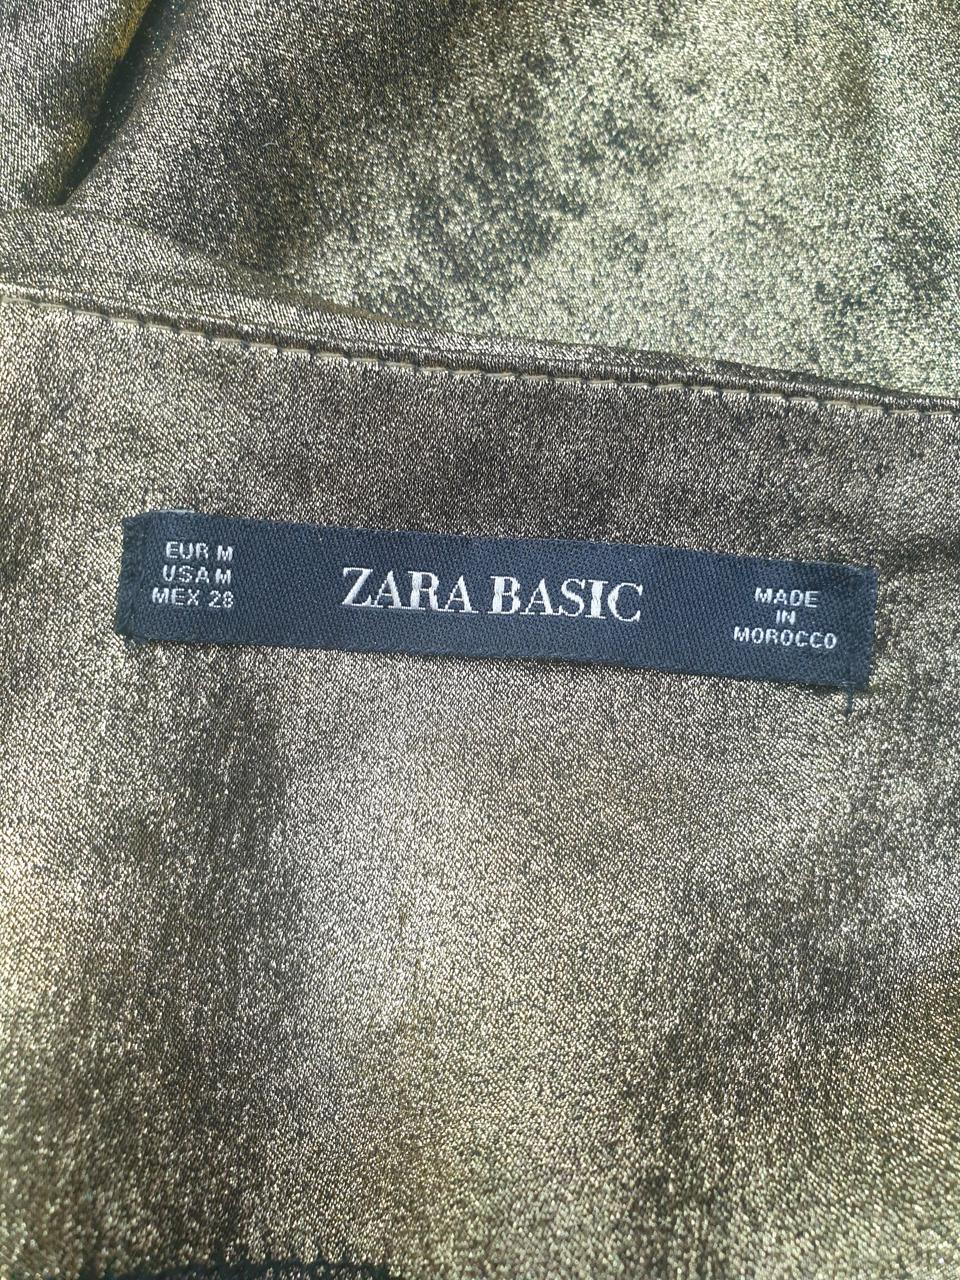 EUR M
USA M
MEX 28
ZARA BASIC
MADE
IN
MOROCCO